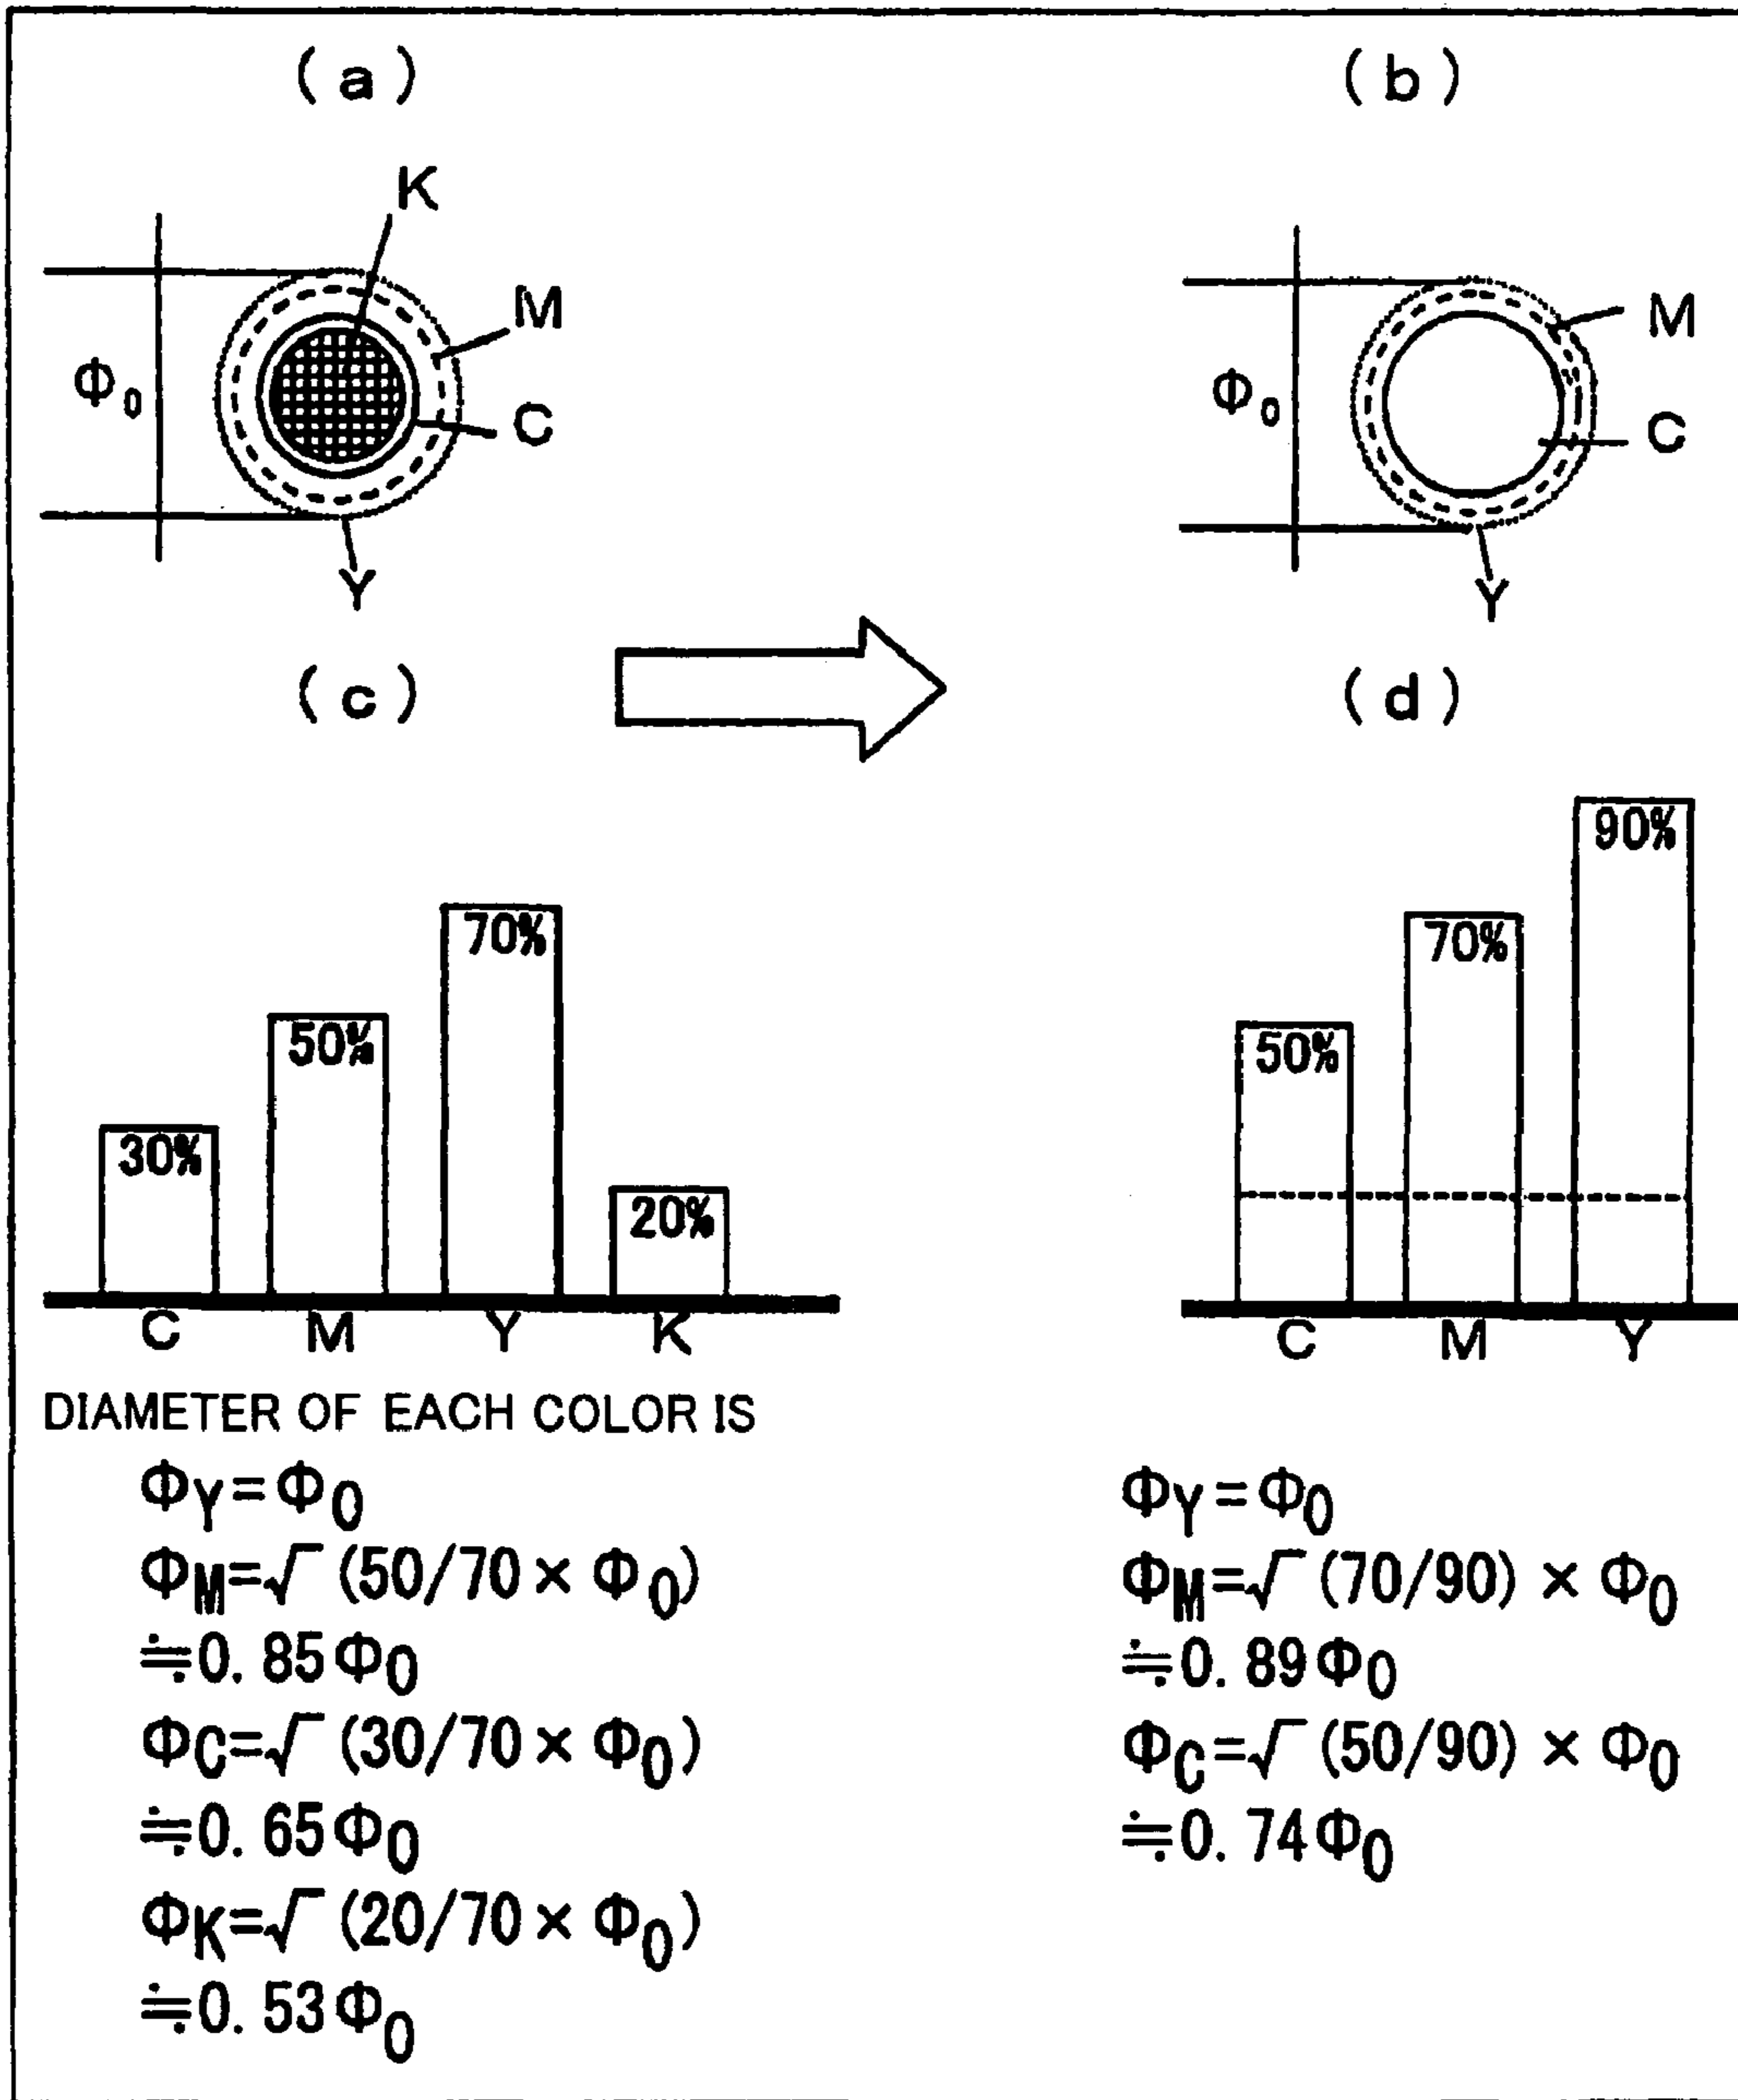 (a)
(b)
K
M
Φ0
C
Y
M
Φ0
C
Y
(c)
(d)
70%
50%
30%
20%
C M Y K
90%
70%
50%
C M Y
DIAMETER OF EACH COLOR IS
ΦY=Φ0
ΦM=√(50/70×Φ0)
≒0.85Φ0
ΦC=√(30/70×Φ0)
≒0.65Φ0
ΦK=√(20/70×Φ0)
≒0.53Φ0
ΦY=Φ0
ΦM=√(70/90)×Φ0
≒0.89Φ0
ΦC=√(50/90)×Φ0
≒0.74Φ0